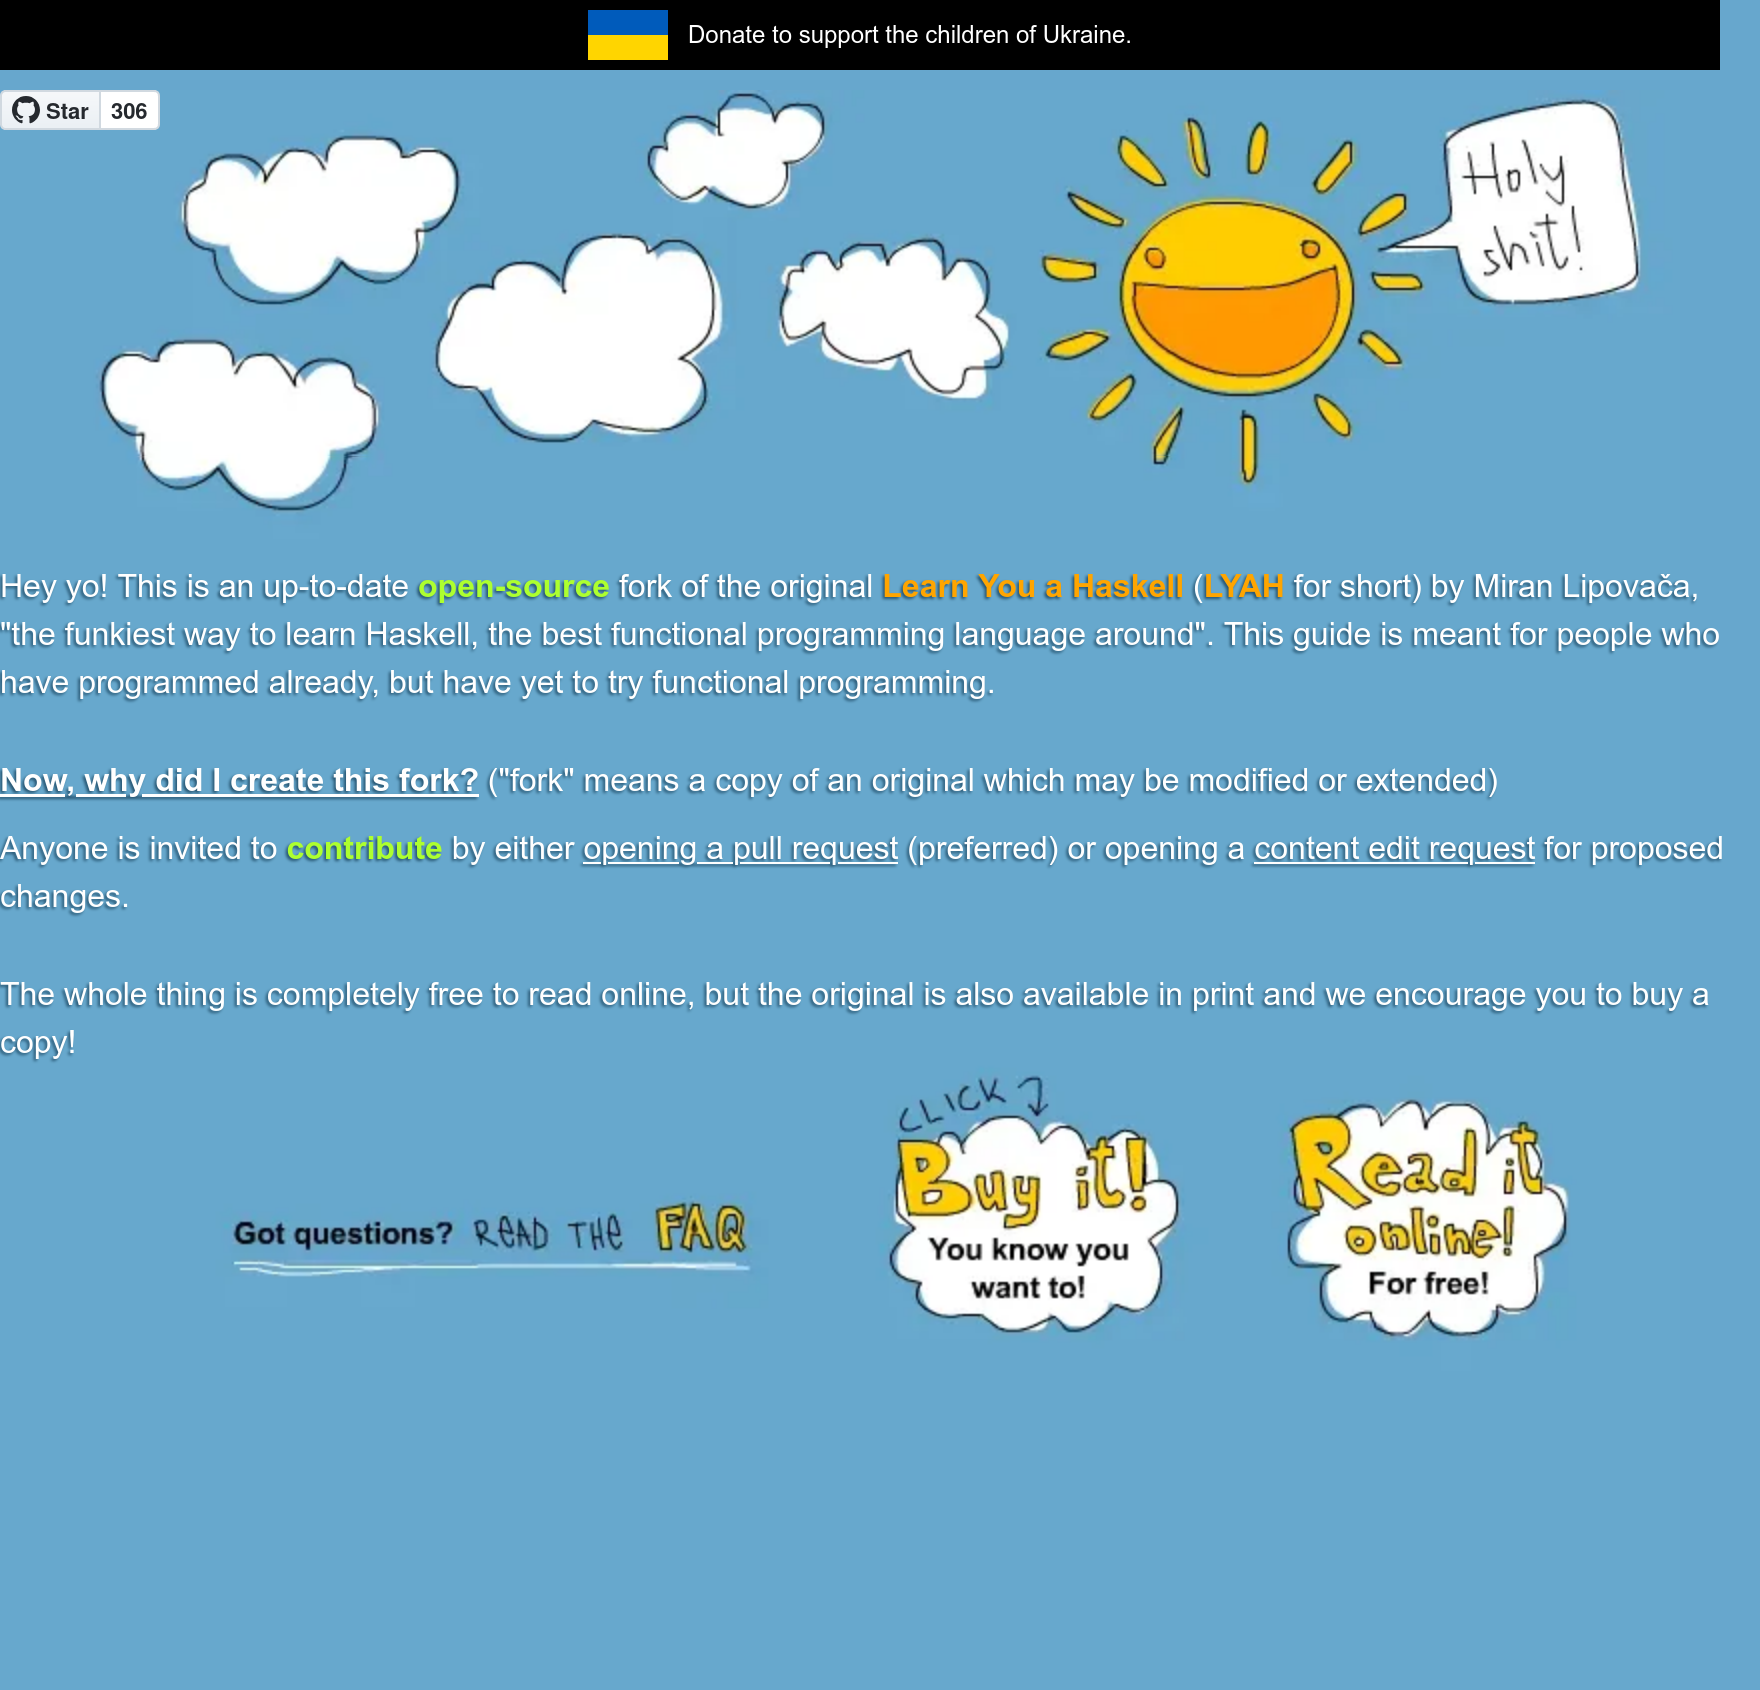 Donate to support the children of Ukraine.
Star 306
Holy
shit!
Hey yo! This is an up-to-date open-source fork of the original Learn You a Haskell (LYAH for short) by Miran Lipovača,
"the funkiest way to learn Haskell, the best functional programming language around". This guide is meant for people who
have programmed already, but have yet to try functional programming.
Now, why did I create this fork? ("fork" means a copy of an original which may be modified or extended)
Anyone is invited to contribute by either opening a pull request (preferred) or opening a content edit request for proposed
changes.
The whole thing is completely free to read online, but the original is also available in print and we encourage you to buy a
copy!
Got questions? READ THE FAQ
CLICK
Buy it!
You know you
want to!
Read it
online!
For free!